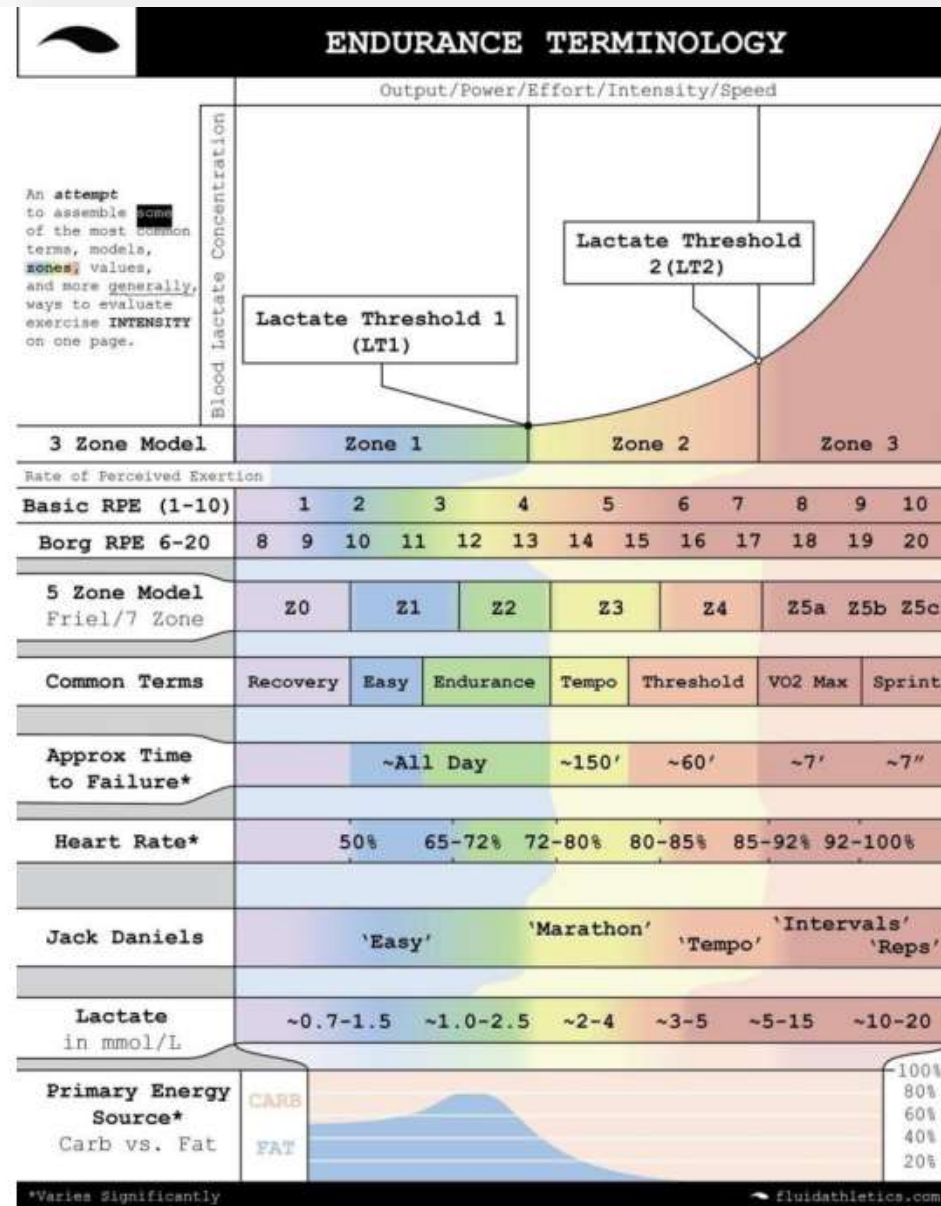 ENDURANCE TERMINOLOGY
Output/Power/Effort/Intensity/Speed
Blood Lactate Concentration
An attempt
to assemble some
of the most common
terms, models,
zones, values,
and more generally,
ways to evaluate
exercise INTENSITY
on one page.
Lactate Threshold 1
(LT1)
Lactate Threshold
2(LT2)
3 Zone Model Zone 1 Zone 2 Zone 3
Rate of Perceived Exertion
Basic RPE (1-10) 1 2 3 4 5 6 7 8 9 10
Borg RPE 6-20 8 9 10 11 12 13 14 15 16 17 18 19 20
5 Zone Model
Friel/7 Zone
Z0 Z1 Z2 Z3 Z4 Z5a Z5b Z5c
Common Terms Recovery Easy Endurance Tempo Threshold VO2 Max Sprint
Approx Time
to Failure*
~All Day ~150' ~60' ~7' ~7"
Heart Rate* 50% 65-72% 72-80% 80-85% 85-92% 92-100%
Jack Daniels 'Easy' 'Marathon' 'Tempo' 'Intervals' 'Reps'
Lactate
in mmol/L
~0.7-1.5 ~1.0-2.5 ~2-4 ~3-5 ~5-15 ~10-20
Primary Energy
Source*
Carb vs. Fat
CARB
FAT
100%
80%
60%
40%
20%
*Varies Significantly fluidathletics.com